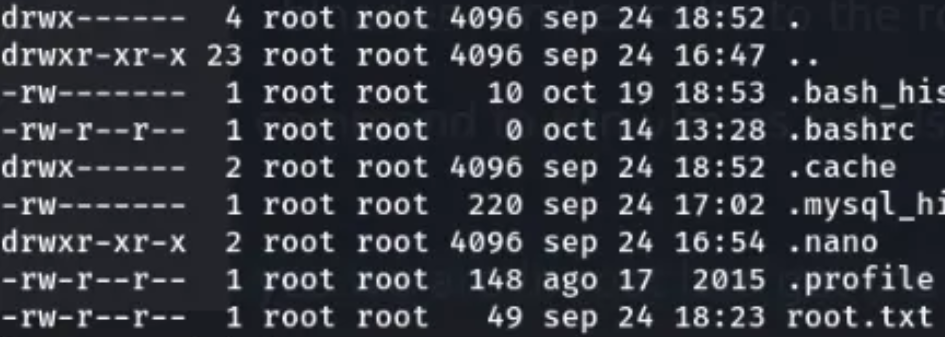 drwx------  4 root root 4096 sep 24 18:52 .
drwxr-xr-x 23 root root 4096 sep 24 16:47 ..
-rw-------  1 root root   10 oct 19 18:53 .bash_his
-rw-r--r--  1 root root    0 oct 14 13:28 .bashrc
drwx------  2 root root 4096 sep 24 18:52 .cache
-rw-------  1 root root  220 sep 24 17:02 .mysql_hi
drwxr-xr-x  2 root root 4096 sep 24 16:54 .nano
-rw-r--r--  1 root root  148 ago 17  2015 .profile
-rw-r--r--  1 root root   49 sep 24 18:23 root.txt